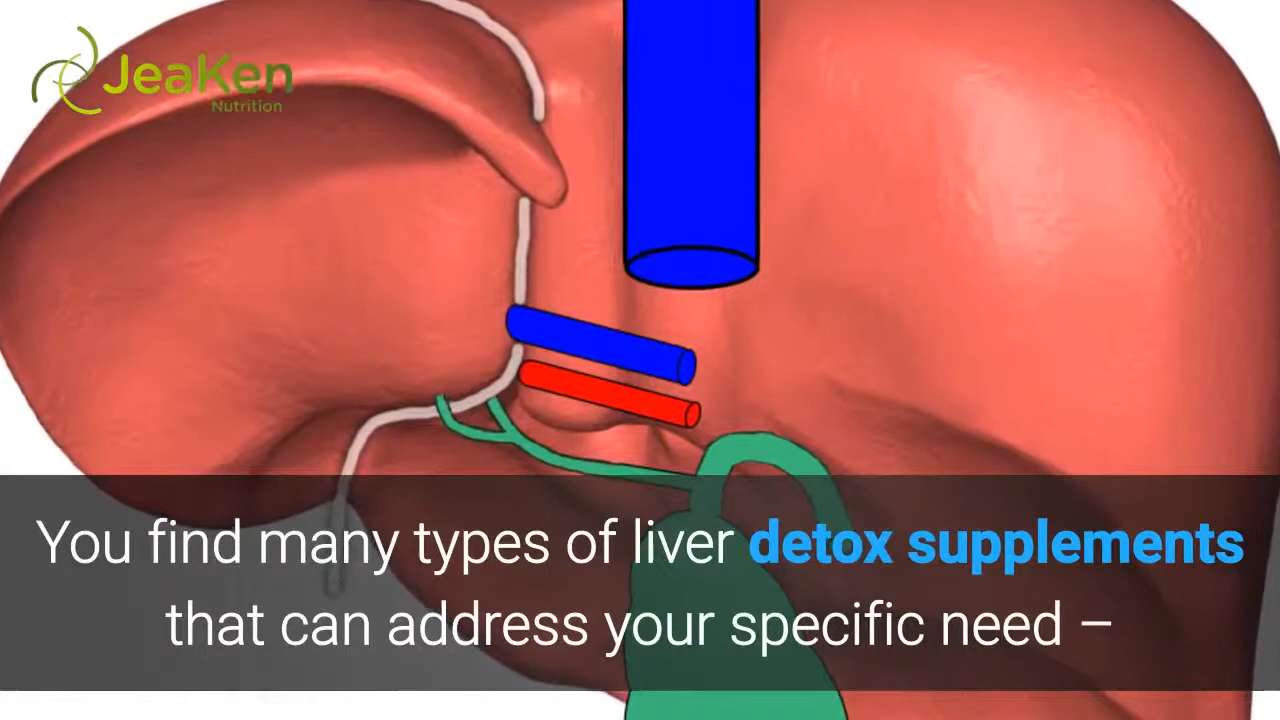 JeaKen
Nutrition
You find many types of liver detox supplements
that can address your specific need –